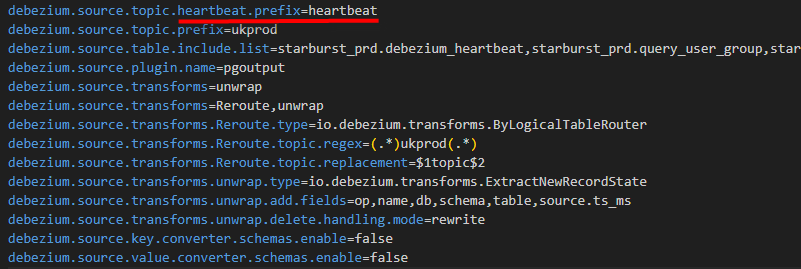 debezium.source.topic.heartbeat.prefix=heartbeat
debezium.source.topic.prefix=ukprod
debezium.source.table.include.list=starburst_prd.debezium_heartbeat,starburst_prd.query_user_group,star
debezium.source.plugin.name=pgoutput
debezium.source.transforms=unwrap
debezium.source.transforms=Reroute,unwrap
debezium.source.transforms.Reroute.type=io.debezium.transforms.ByLogicalTableRouter
debezium.source.transforms.Reroute.topic.regex=(.*)ukprod(.*)
debezium.source.transforms.Reroute.topic.replacement=$1topic$2
debezium.source.transforms.unwrap.type=io.debezium.transforms.ExtractNewRecordState
debezium.source.transforms.unwrap.add.fields=op,name,db,schema,table,source.ts_ms
debezium.source.transforms.unwrap.delete.handling.mode=rewrite
debezium.source.key.converter.schemas.enable=false
debezium.source.value.converter.schemas.enable=false